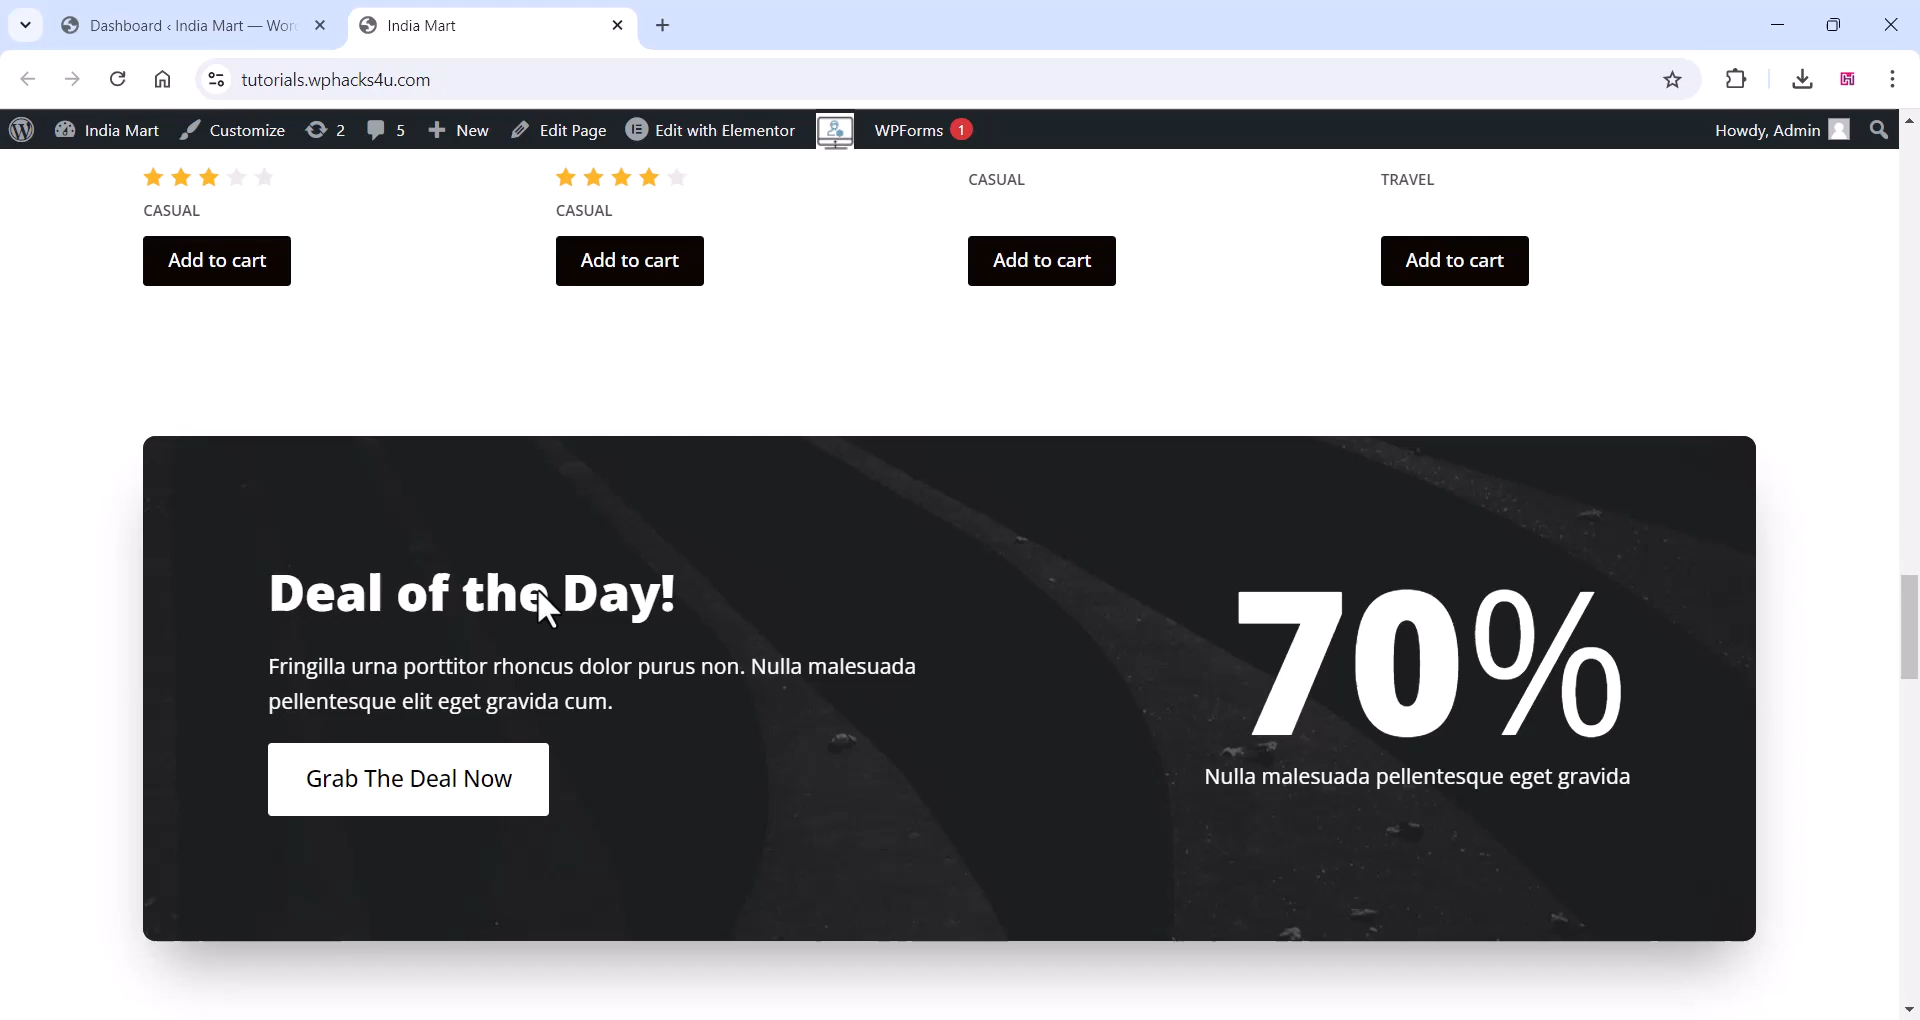 Dashboard ‹ India Mart — Wor
India Mart
tutorials.wphacks4u.com
India Mart Customize 2 5 New Edit Page Edit with Elementor WPForms 1 Howdy, Admin
CASUAL TRAVEL
CASUAL CASUAL
Add to cart Add to cart Add to cart Add to cart
Deal of the Day!
Fringilla urna porttitor rhoncus dolor purus non. Nulla malesuada
pellentesque elit eget gravida cum.
Grab The Deal Now
70%
Nulla malesuada pellentesque eget gravida